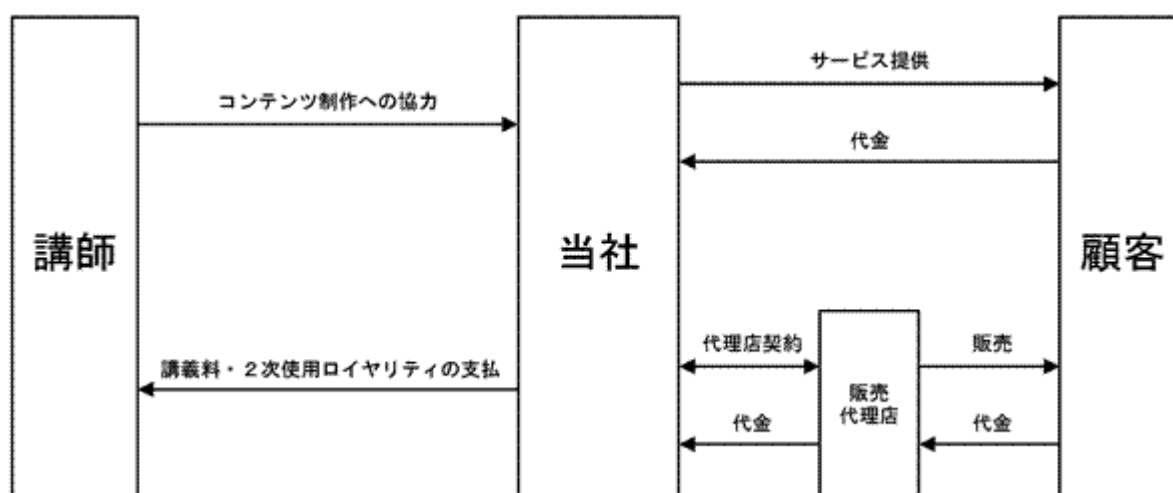 サービス提供
コンテンツ制作への協力
代金
講師
当社
顧客
代理店契約
販売
講義料・２次使用ロイヤリティの支払
販売
代理店
代金
代金